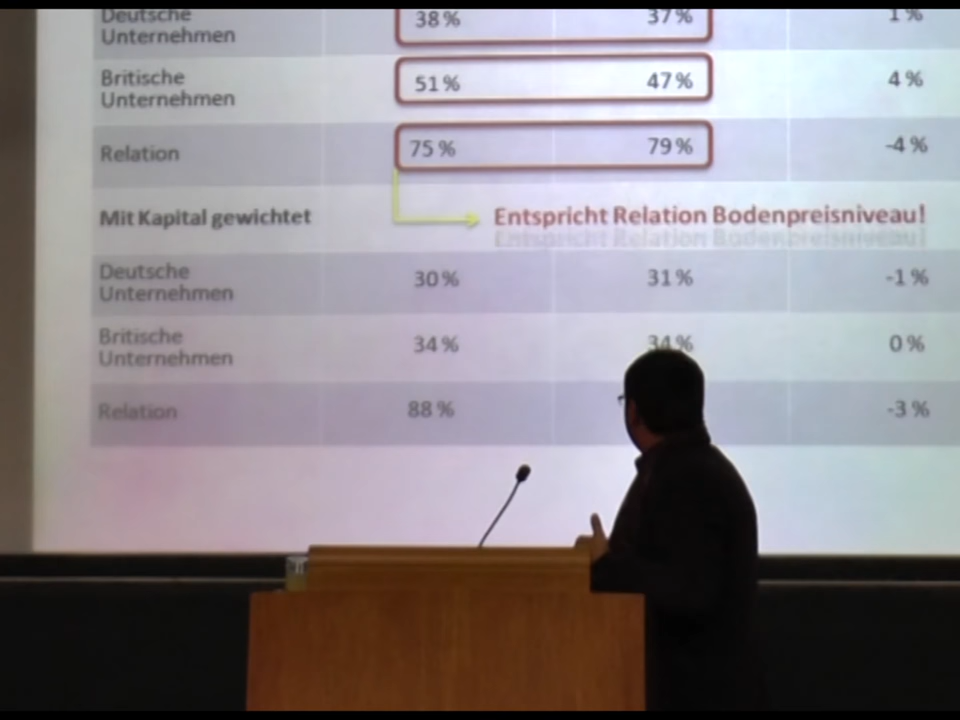 Deutsche
Unternehmen 38 % 37 % 1 %
Britische
Unternehmen 51 % 47 % 4 %
Relation 75 % 79 % -4 %
Mit Kapital gewichtet Entspricht Relation Bodenpreisniveau!
Deutsche
Unternehmen 30 % 31 % -1 %
Britische
Unternehmen 34 % 34 % 0 %
Relation 88 % -3 %